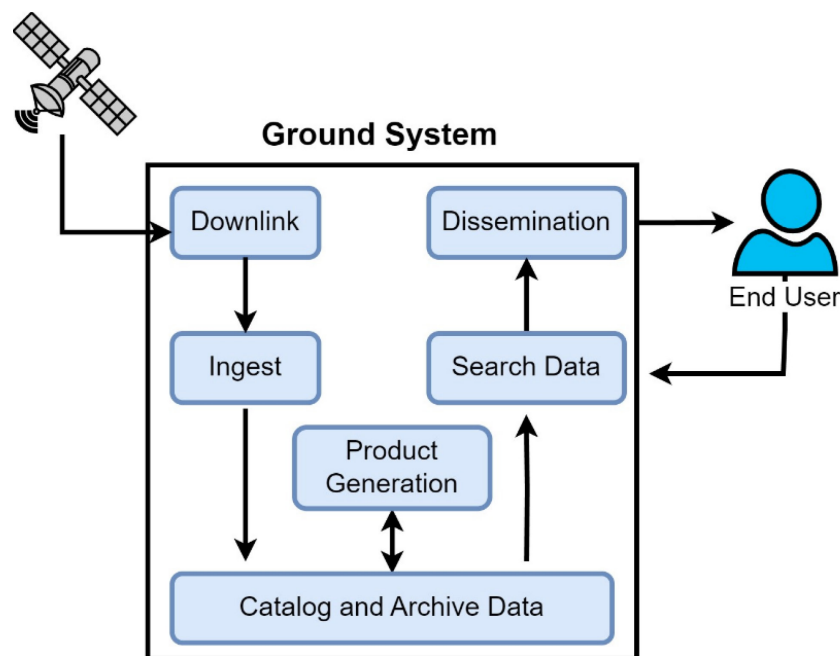 Ground System
Downlink
Dissemination
End User
Ingest
Search Data
Product
Generation
Catalog and Archive Data